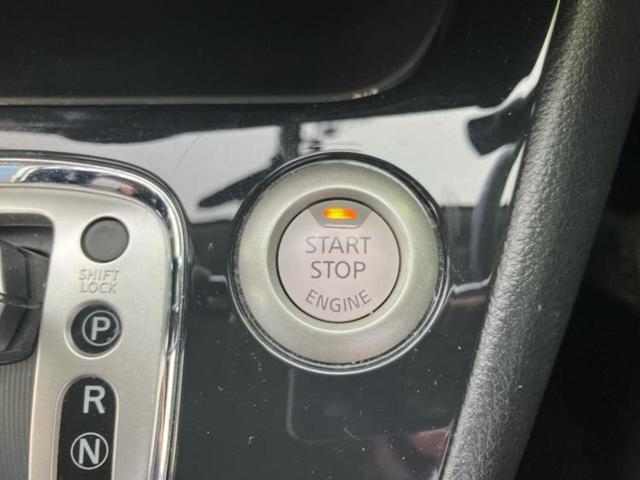 START
STOP
ENGINE
SHIFT
LOCK
P
R
N